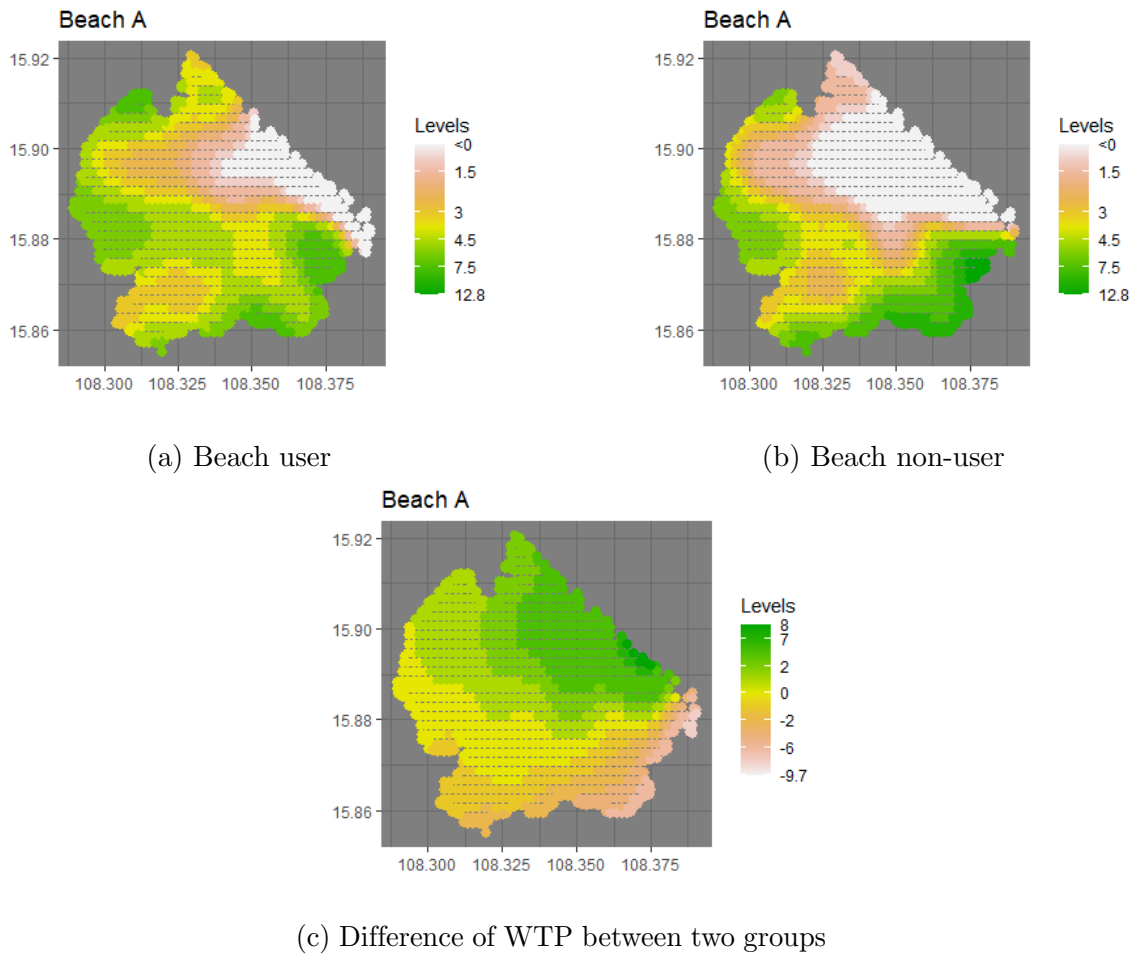 Beach A
15.92
15.90
15.88
15.86
108.300 108.325 108.350 108.375
Levels
<0
1.5
3
4.5
7.5
12.8
(a) Beach user
Beach A
15.92
15.90
15.88
15.86
108.300 108.325 108.350 108.375
Levels
<0
1.5
3
4.5
7.5
12.8
(b) Beach non-user
Beach A
15.92
15.90
15.88
15.86
108.300 108.325 108.350 108.375
Levels
8
7
2
0
-2
-6
-9.7
(c) Difference of WTP between two groups